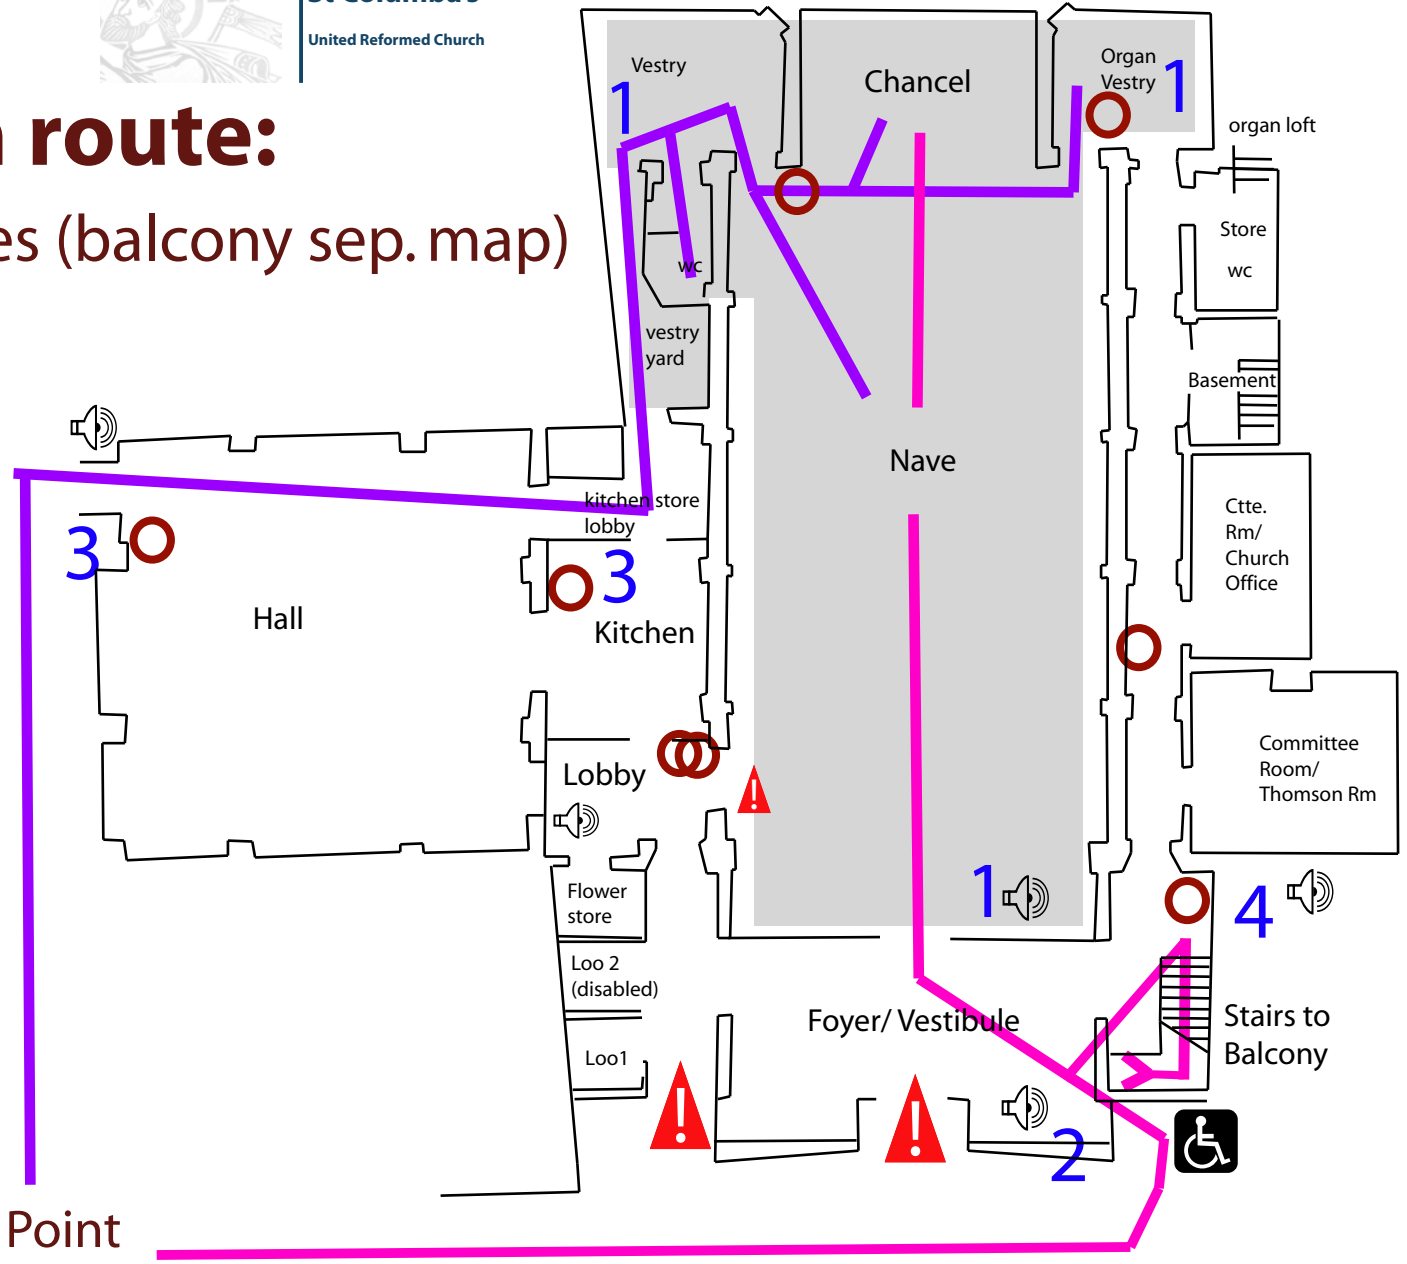 United Reformed Church
route:
(balcony sep. map)
Vestry
1
Chancel
Organ
Vestry
1
organ loft
Store
wc
wc
vestry
yard
Basement
Nave
kitchen store
lobby
3
3
Hall
Kitchen
Ctte.
Rm/
Church
Office
Lobby
Committee
Room/
Thomson Rm
Flower
store
1
4
Loo 2
(disabled)
Foyer/ Vestibule
Stairs to
Balcony
Loo1
2
Point